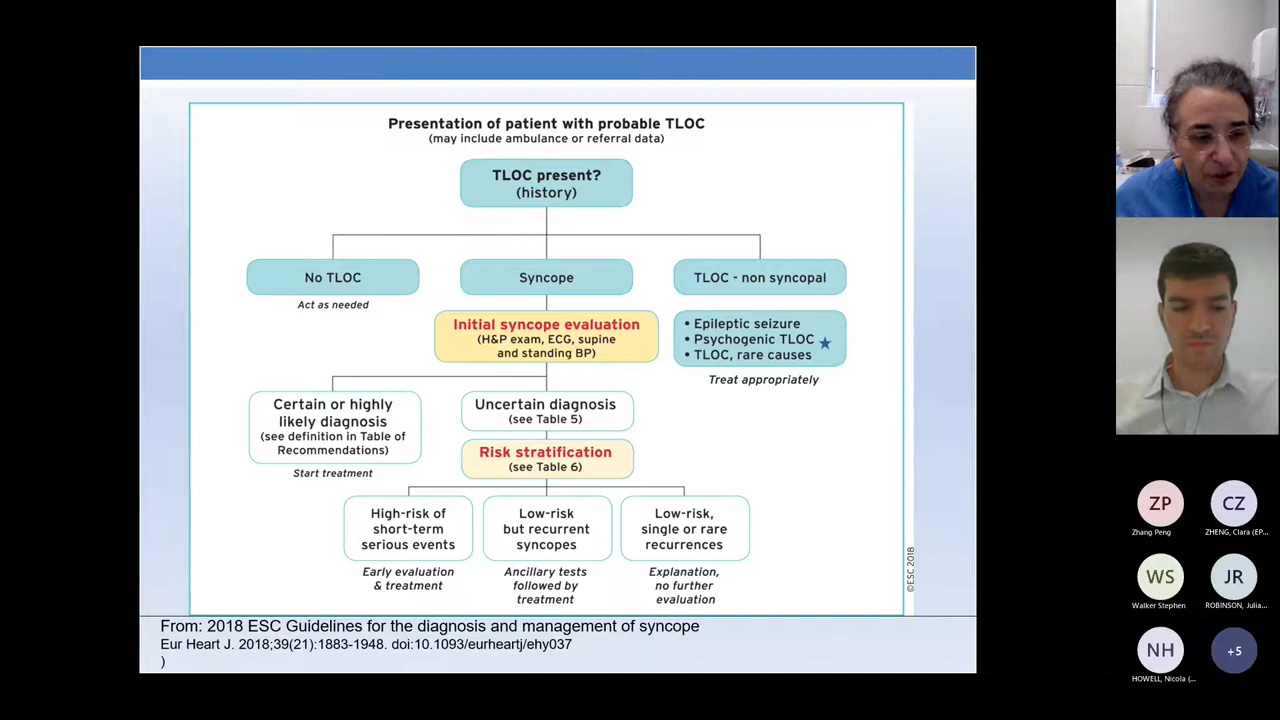 Presentation of patient with probable TLOC
(may include ambulance or referral data)
TLOC present?
(history)
No TLOC
Act as needed
Syncope
TLOC - non syncopal
Initial syncope evaluation
(H&P exam, ECG, supine
and standing BP)
• Epileptic seizure
• Psychogenic TLOC
• TLOC, rare causes
Treat appropriately
Certain or highly
likely diagnosis
(see definition in Table of
Recommendations)
Start treatment
Uncertain diagnosis
(see Table 5)
Risk stratification
(see Table 6)
High-risk of
short-term
serious events
Early evaluation
& treatment
Low-risk
but recurrent
syncopes
Ancillary tests
followed by
treatment
Low-risk,
single or rare
recurrences
Explanation,
no further
evaluation
©ESC 2018
From: 2018 ESC Guidelines for the diagnosis and management of syncope
Eur Heart J. 2018;39(21):1883-1948. doi:10.1093/eurheartj/ehy037
)
ZP
Zhang Peng
CZ
ZHENG, Clara (EP...
WS
Walker Stephen
JR
ROBINSON, Julia...
NH
HOWELL, Nicola (...
+5